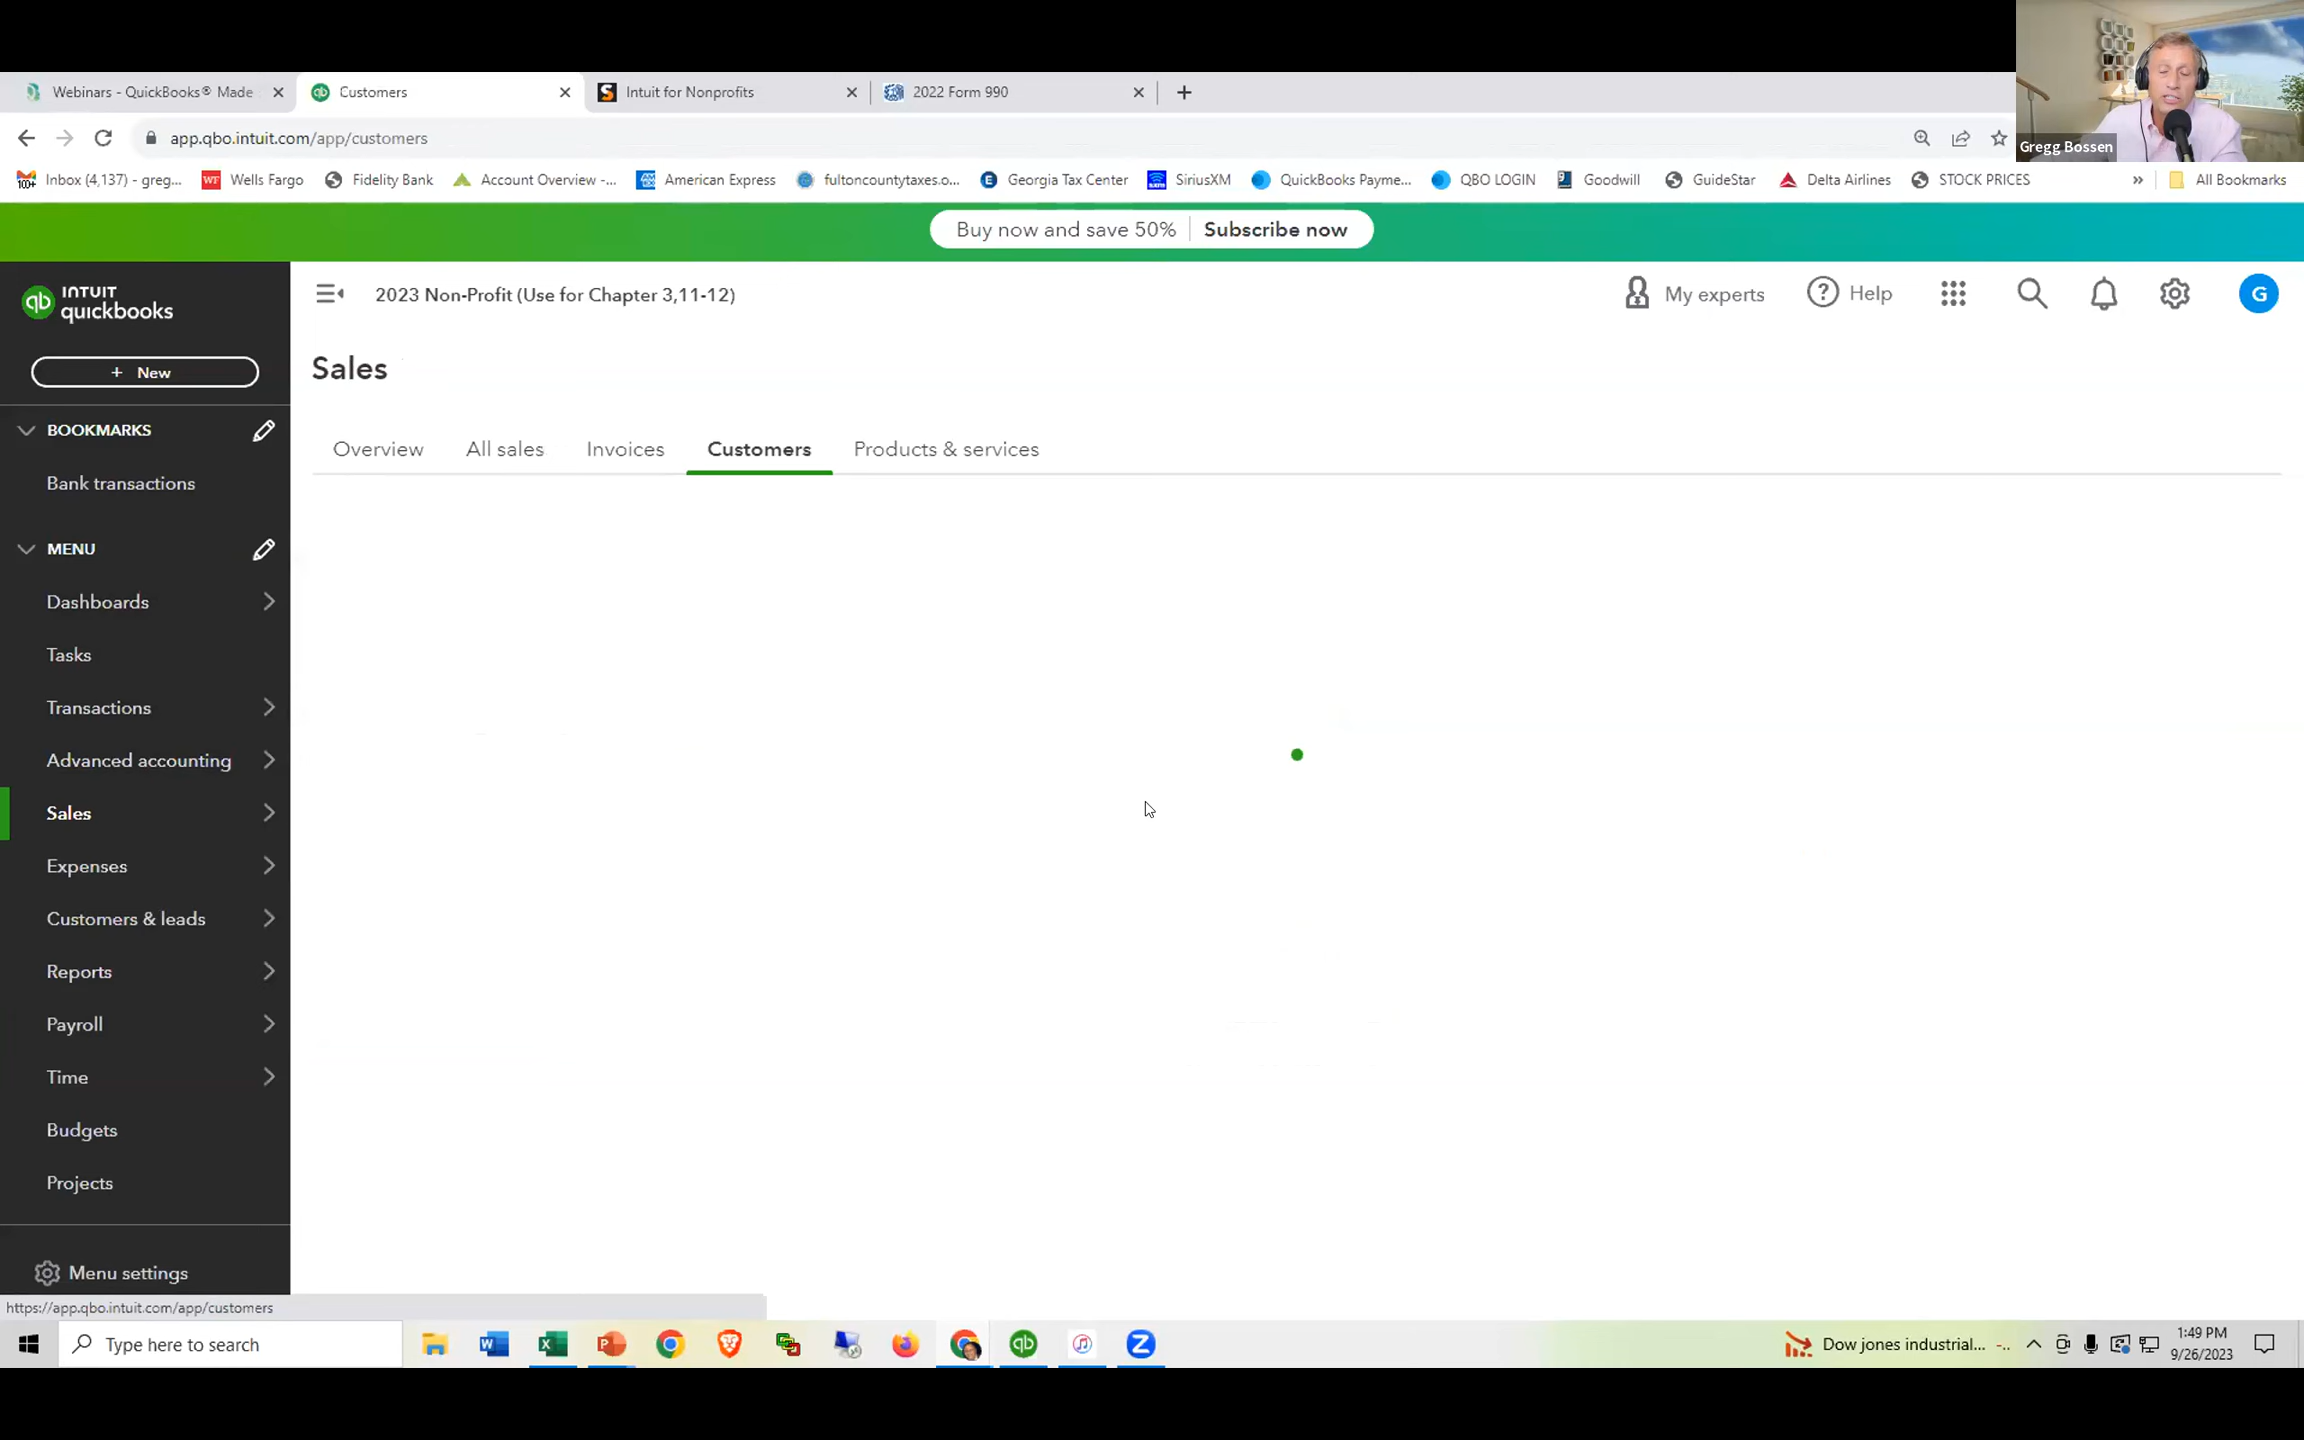 Webinars - QuickBooks® Made
Customers
Intuit for Nonprofits
2022 Form 990
app.qbo.intuit.com/app/customers
Gregg Bossen
100+
Inbox (4,137) - greg...
WF
Wells Fargo
Fidelity Bank
Account Overview -...
American Express
fultoncountytaxes.o...
Georgia Tax Center
SiriusXM
QuickBooks Payme...
QBO LOGIN
Goodwill
GuideStar
Delta Airlines
STOCK PRICES
»
All Bookmarks
Buy now and save 50%
Subscribe now
qb
INTUIT
quickbooks
2023 Non-Profit (Use for Chapter 3,11-12)
My experts
Help
G
+ New
Sales
BOOKMARKS
Overview
All sales
Invoices
Customers
Products & services
Bank transactions
MENU
Dashboards
Tasks
Transactions
Advanced accounting
Sales
Expenses
Customers & leads
Reports
Payroll
Time
Budgets
Projects
Menu settings
https://app.qbo.intuit.com/app/customers
Type here to search
Dow jones industrial... -..
1:49 PM
9/26/2023